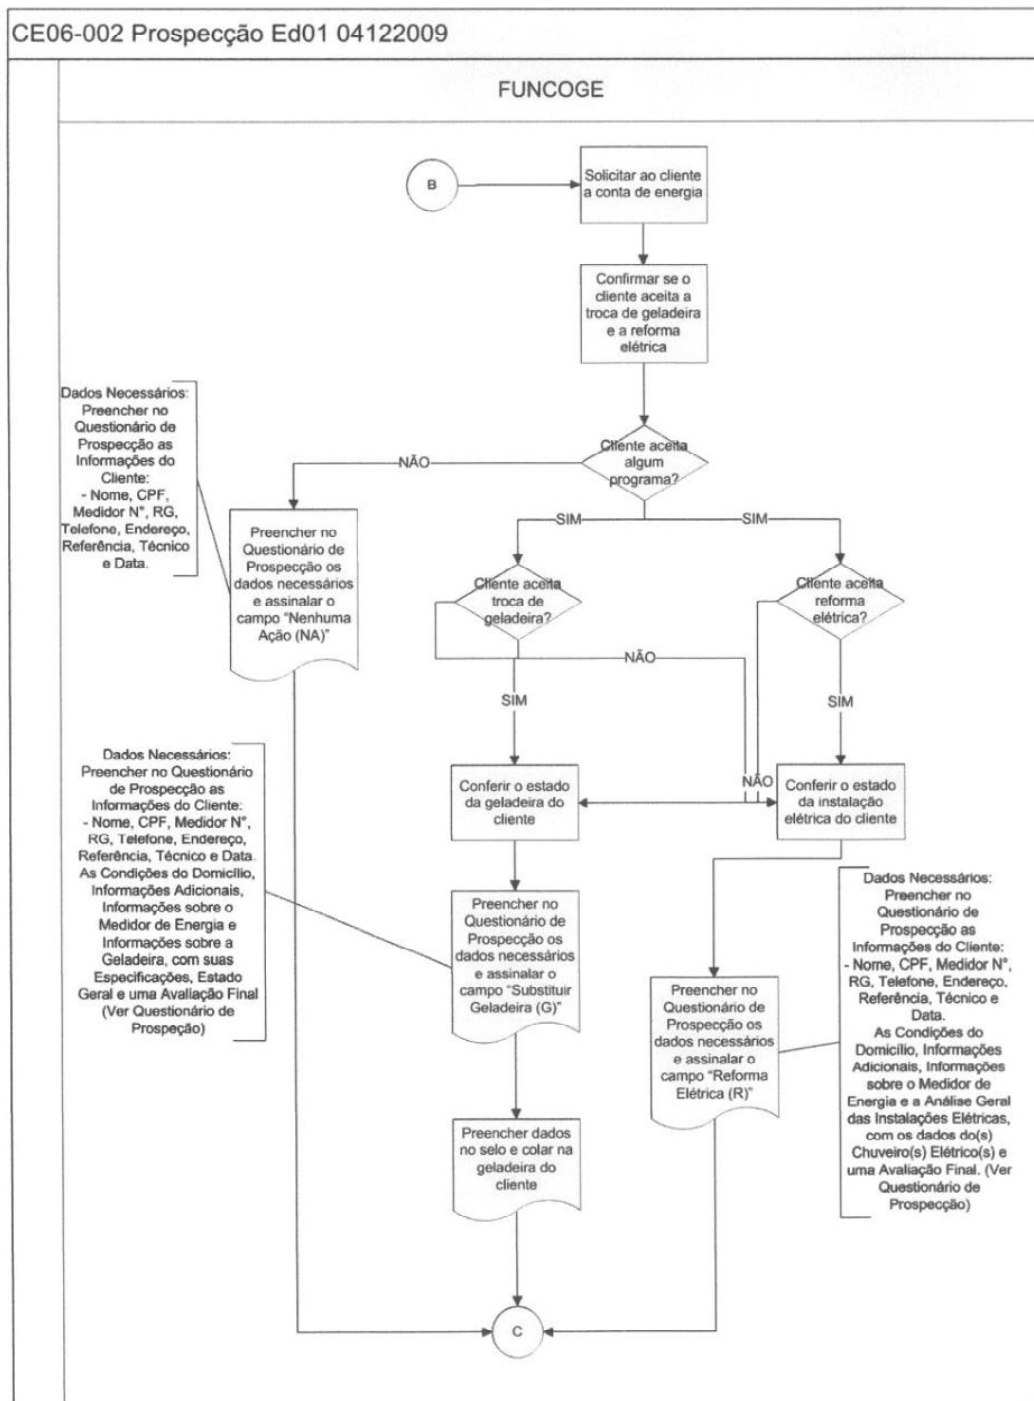 CE06-002 Prospecção Ed01 04122009
FUNCOGE
B
Solicitar ao cliente
a conta de energia
Confirmar se o
cliente aceita a
troca de geladeira
e a reforma
elétrica
Cliente aceita
algum
programa?
NÃO
SIM
SIM
Dados Necessários:
Preencher no
Questionário de
Prospecção as
Informações do
Cliente:
- Nome, CPF,
Medidor N°, RG,
Telefone, Endereço,
Referência, Técnico
e Data.
Preencher no
Questionário de
Prospecção os
dados necessários
e assinalar o
campo “Nenhuma
Ação (NA)”
Cliente aceita
troca de
geladeira?
Cliente aceita
reforma
elétrica?
NÃO
SIM
SIM
NÃO
Conferir o estado
da geladeira do
cliente
Conferir o estado
da instalação
elétrica do cliente
Dados Necessários:
Preencher no Questionário
de Prospecção as
Informações do Cliente:
- Nome, CPF, Medidor N°,
RG, Telefone, Endereço,
Referência, Técnico e Data.
As Condições do Domicílio,
Informações Adicionais,
Informações sobre o
Medidor de Energia e
Informações sobre a
Geladeira, com suas
Especificações, Estado
Geral e uma Avaliação Final
(Ver Questionário de
Prospeção)
Preencher no
Questionário de
Prospecção os
dados necessários
e assinalar o
campo “Substituir
Geladeira (G)”
Preencher no
Questionário de
Prospecção os
dados necessários
e assinalar o
campo “Reforma
Elétrica (R)”
Dados Necessários:
Preencher no
Questionário de
Prospecção as
Informações do Cliente:
- Nome, CPF, Medidor N°,
RG, Telefone, Endereço,
Referência, Técnico e
Data.
As Condições do
Domicílio, Informações
Adicionais, Informações
sobre o Medidor de
Energia e a Análise Geral
das Instalações Elétricas,
com os dados do(s)
Chuveiro(s) Elétrico(s) e
uma Avaliação Final. (Ver
Questionário de
Prospecção)
Preencher dados
no selo e colar na
geladeira do
cliente
C